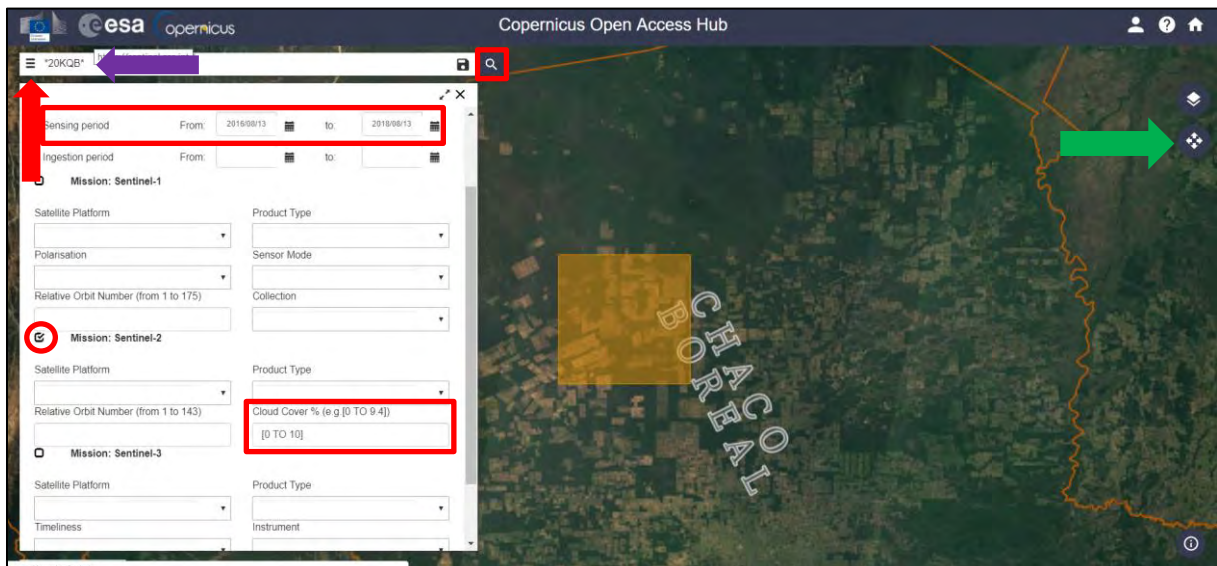 esa opernicus Copernicus Open Access Hub
*20KQB*
Sensing period From: 2016/08/13 to: 2018/08/13
Ingestion period From: to:
Mission: Sentinel-1
Satellite Platform Product Type
Polarisation Sensor Mode
Relative Orbit Number (from 1 to 175) Collection
Mission: Sentinel-2
Satellite Platform Product Type
Relative Orbit Number (from 1 to 143) Cloud Cover % (e.g.[0 TO 9.4])
[0 TO 10]
Mission: Sentinel-3
Satellite Platform Product Type
Timeliness Instrument
CHACO
BOREAL